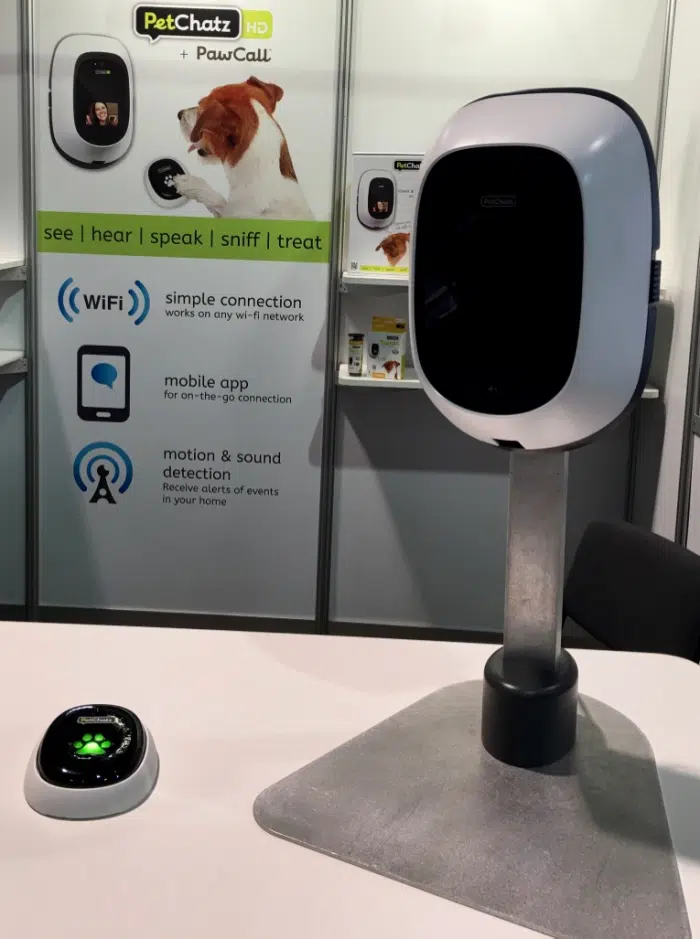 PetChatz HD
+ PawCall
see | hear | speak | sniff | treat
WiFi
simple connection
works on any wi-fi network
mobile app
for on-the-go connection
motion & sound
detection
Receive alerts of events
in your home
PetChatz
PetChatz